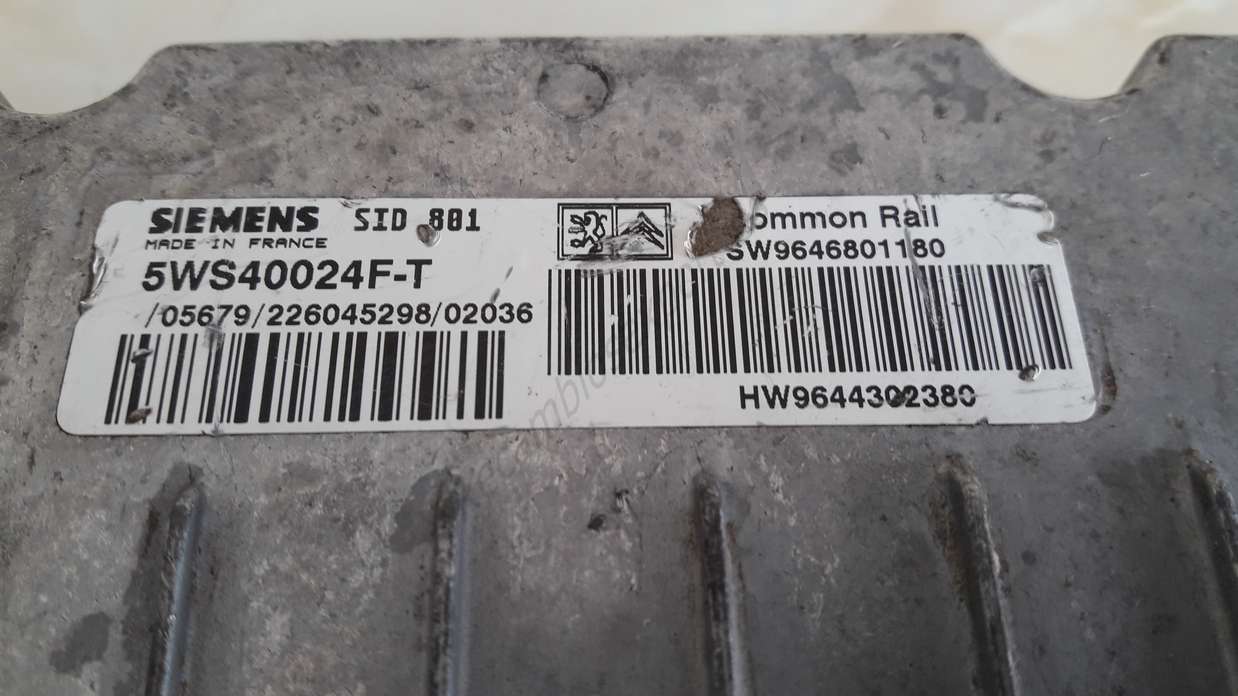 SIEMENS SID 801
MADE IN FRANCE
5WS40024F-T
/05679/226045298/02036
ommon Rail
SW9646801180
HW9644302380